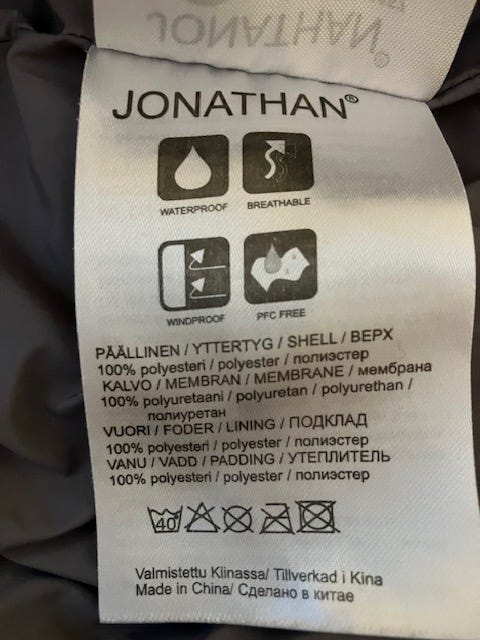 JONATHAN
JONATHAN®
WATERPROOF
BREATHABLE
WINDPROOF
PFC FREE
PÄÄLLINEN / YTTERTYG / SHELL / ВЕРХ
100% polyesteri / polyester / полиэстер
KALVO / MEMBRAN / MEMBRANE / мембрана
100% polyuretaani / polyuretan / polyurethan /
полиуретан
VUORI / FODER / LINING / ПОДКЛАД
100% polyesteri / polyester / полиэстер
VANU / VADD / PADDING / УТЕПЛИТЕЛЬ
100% polyesteri / polyester / полиэстер
40
Valmistettu Kiinassa/ Tillverkad i Kina
Made in China/ Сделано в китае